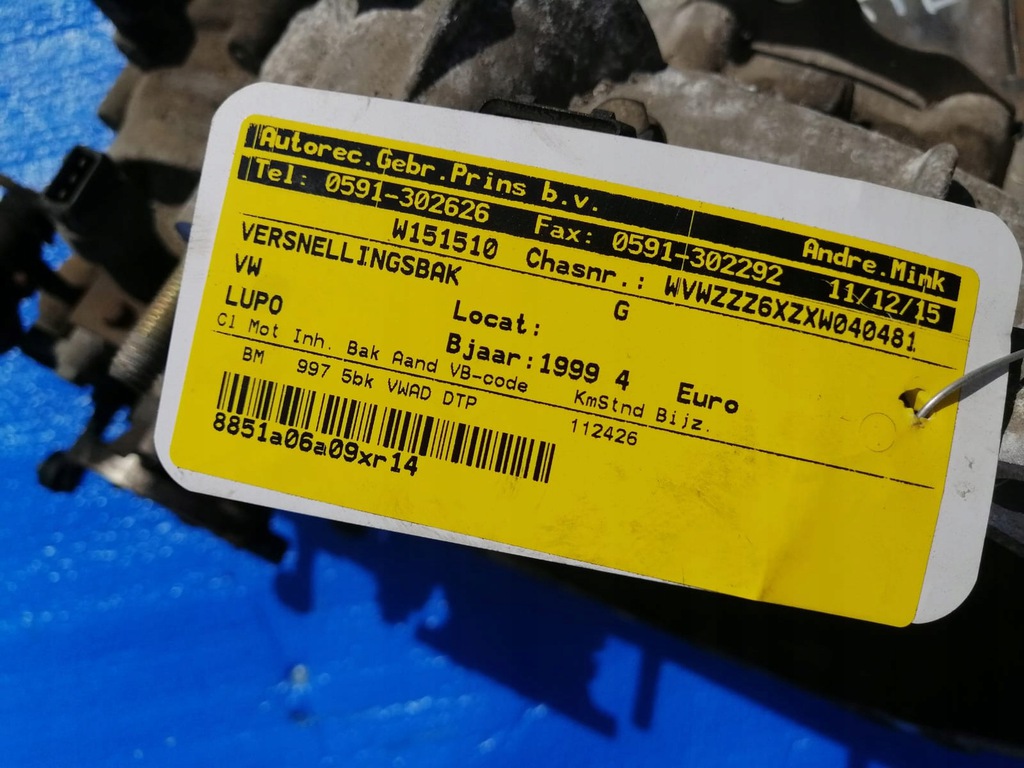 Autorec.Gebr.Prins b.v. Andre.Mink
Tel: 0591-302626 Fax: 0591-302292 11/12/15
W151510 Chasnr.: WVWZZZ6XZXW040481
VERSNELLINGSBAK G
VW Locat:
LUPO Bjaar:1999 4 Euro
Cl Mot Inh. Bak Aand VB-code KmStnd Bijz.
BM 997 5bk VWAD DTP 112426
8851a06a09xr14